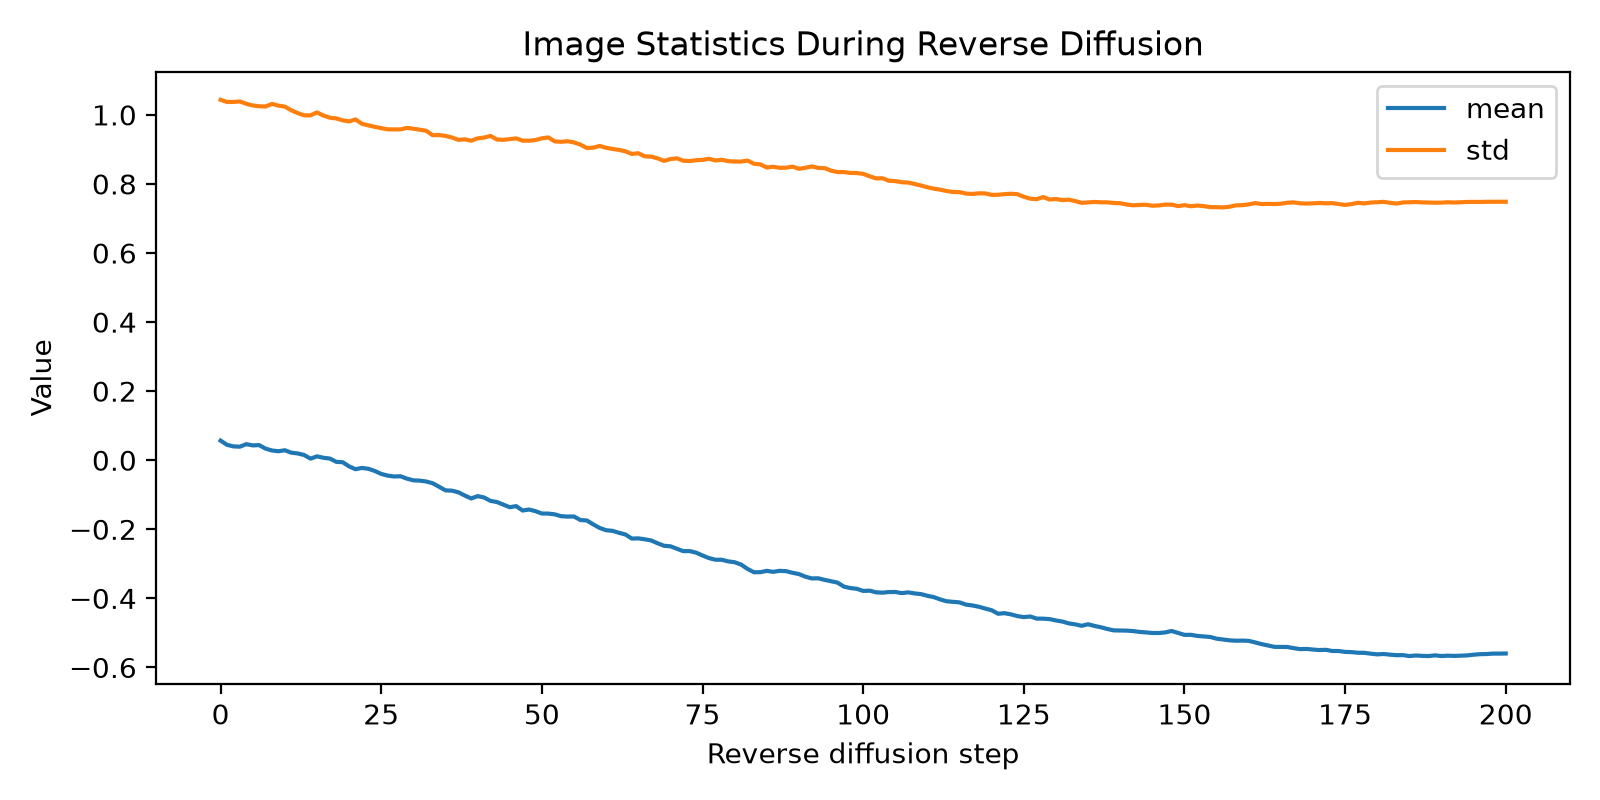 Image Statistics During Reverse Diffusion
mean
std
Value
1.0
0.8
0.6
0.4
0.2
0.0
−0.2
−0.4
−0.6
0 25 50 75 100 125 150 175 200
Reverse diffusion step